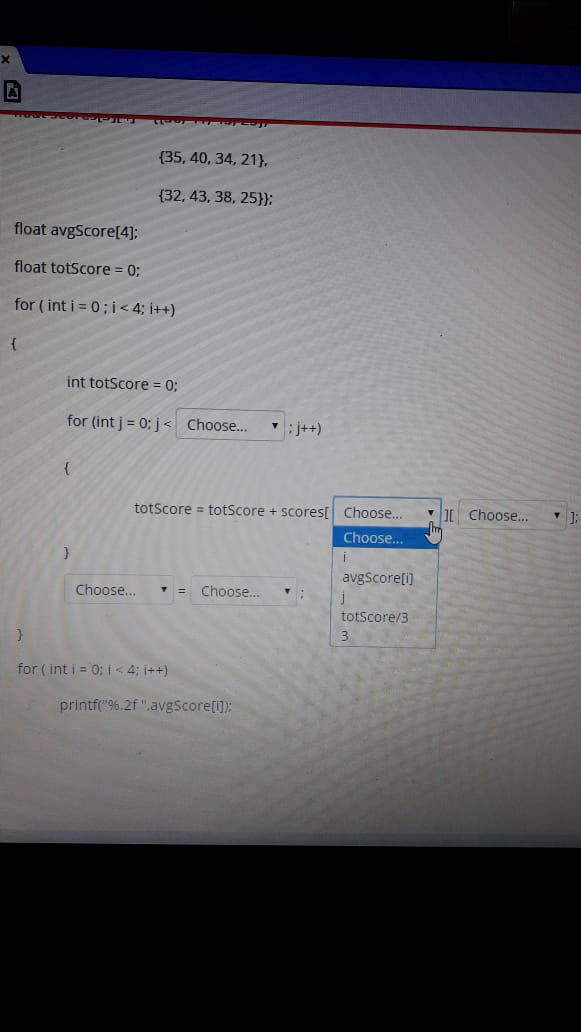 ×
A
{35, 40, 34, 21},
{32, 43, 38, 25}};
float avgScore[4];
float totScore = 0;
for ( int i = 0 ; i < 4; i++)
{
int totScore = 0;
for (int j = 0; j < Choose... ; j++)
{
totScore = totScore + scores[ Choose... ][ Choose... ];
Choose...
i
avgScore[i]
j
totScore/3
3
}
Choose... = Choose... ;
}
for ( int i = 0; i < 4; i++)
printf("%.2f ",avgScore[i]);